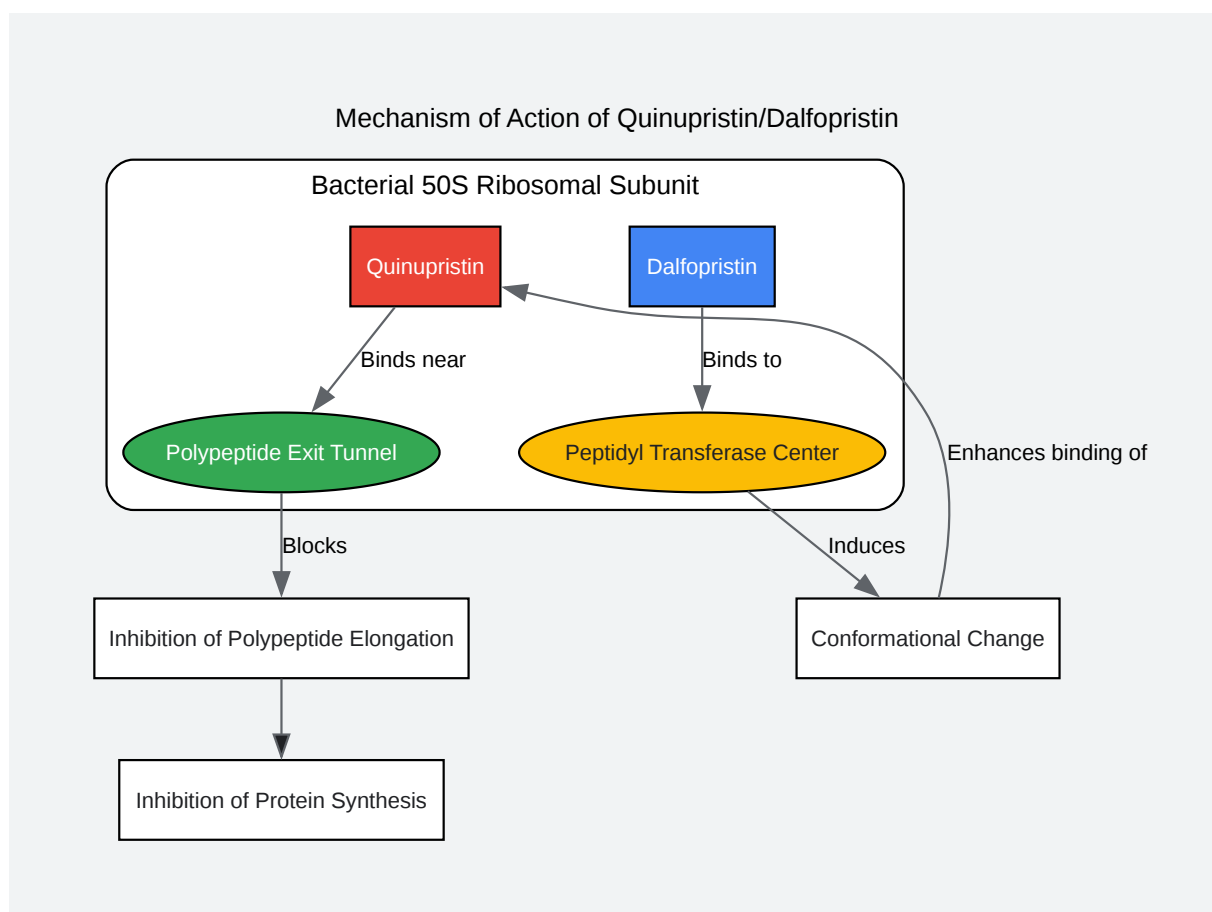 Mechanism of Action of Quinupristin/Dalfopristin
Bacterial 50S Ribosomal Subunit
Quinupristin
Dalfopristin
Binds near
Binds to
Polypeptide Exit Tunnel
Peptidyl Transferase Center
Enhances binding of
Blocks
Induces
Inhibition of Polypeptide Elongation
Conformational Change
Inhibition of Protein Synthesis